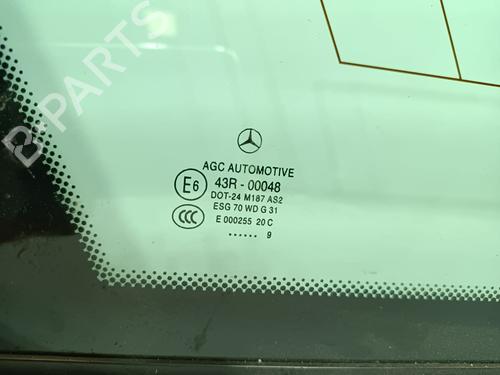 B-PARTS
AGC AUTOMOTIVE
E6 43R - 00048
DOT-24 M187 AS2
ESG 70 WD G 31
CCC E 000255 20 C
...... 9